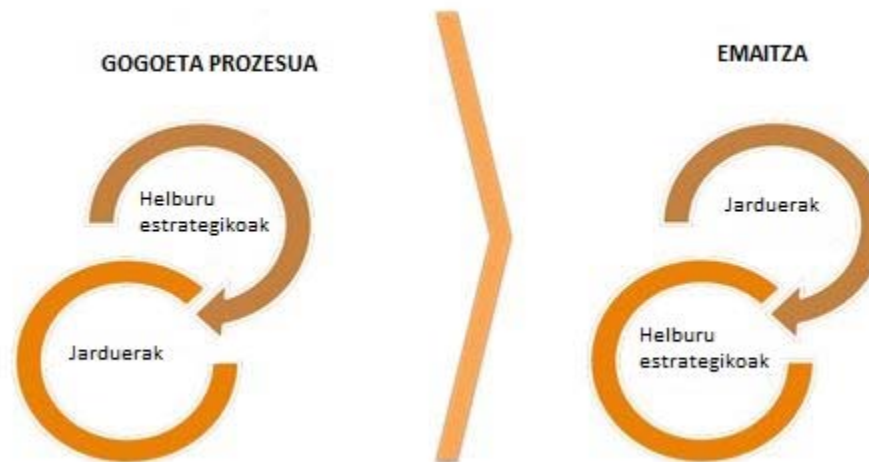 GOGOETA PROZESUA
Helburu
estrategikoak
Jarduerak
EMAITZA
Jarduerak
Helburu
estrategikoak